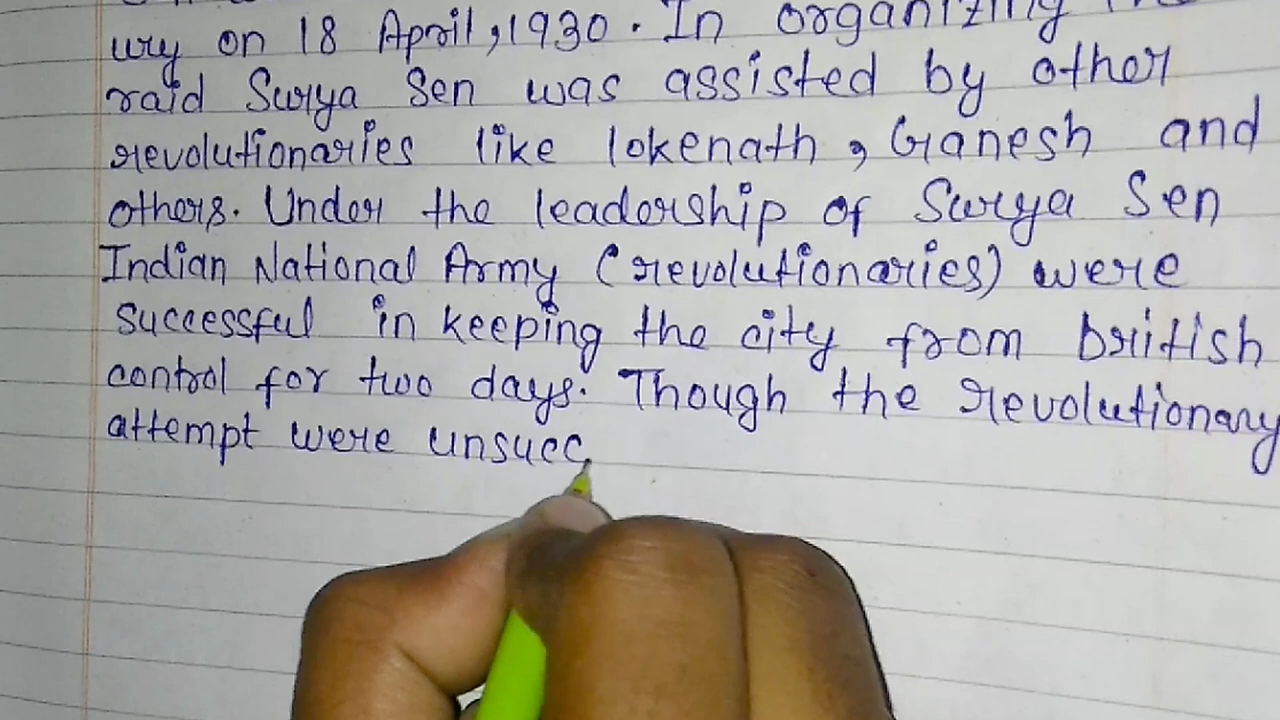 ury on 18 April, 1930. In organizing the
raid Surya Sen was assisted by other
revolutionaries like lokenath, Ganesh and
others. Under the leadership of Surya Sen
Indian National Army (revolutionaries) were
successful in keeping the city from british
control for two days. Though the revolutionary
attempt were unsucc